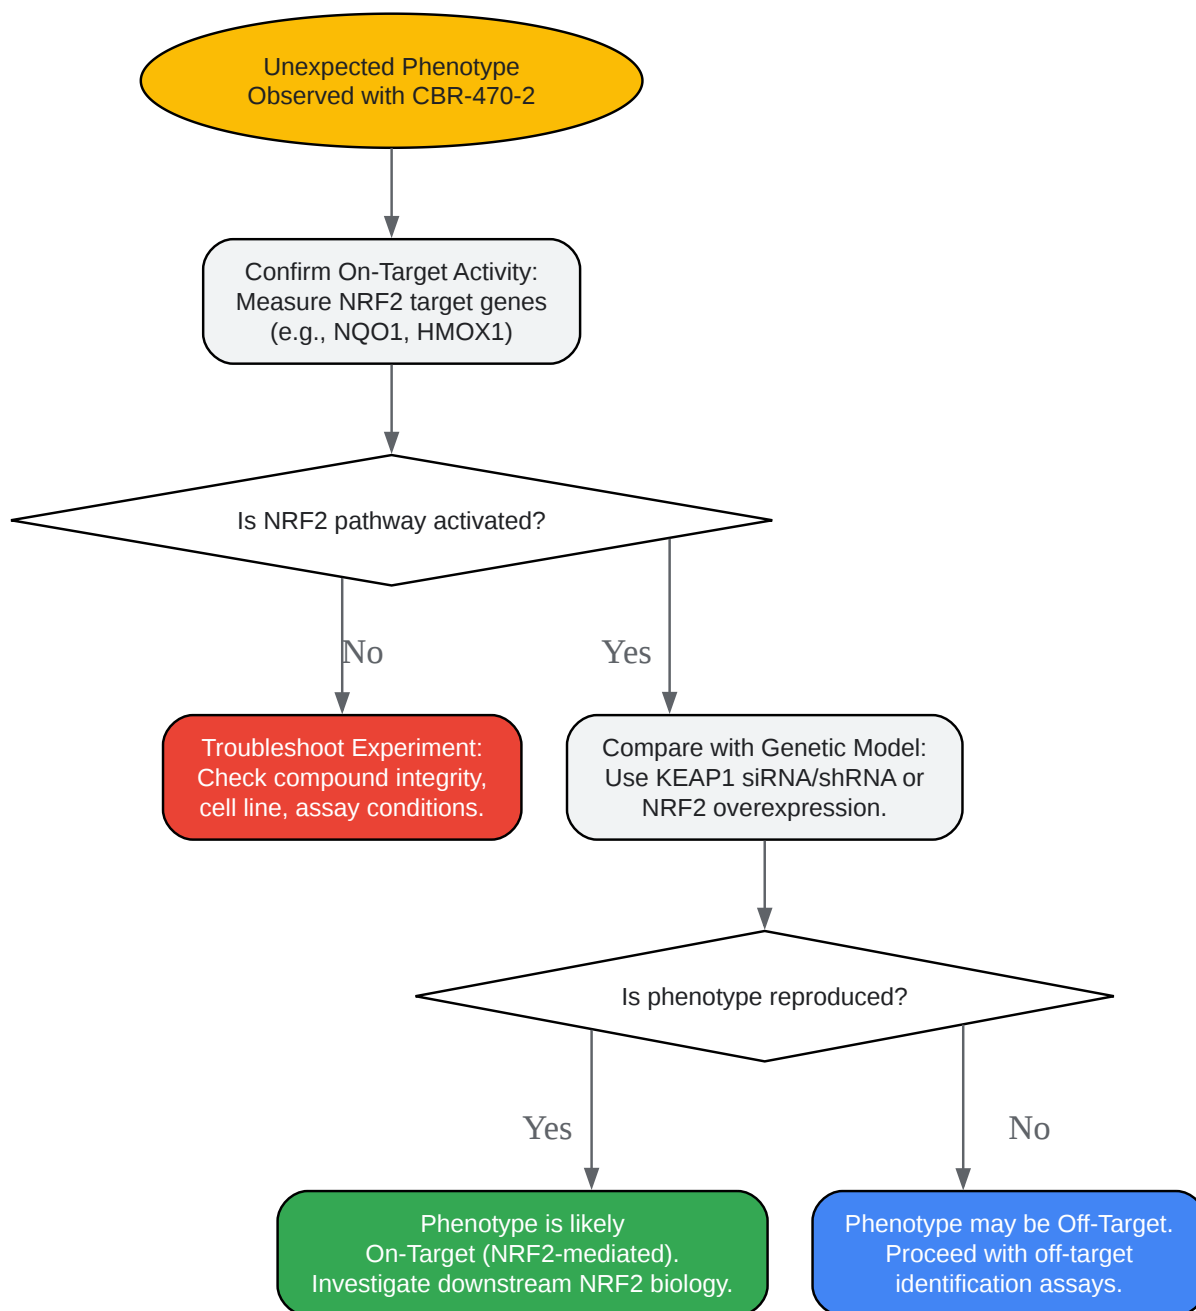 Unexpected Phenotype
Observed with CBR-470-2
Confirm On-Target Activity:
Measure NRF2 target genes
(e.g., NQO1, HMOX1)
Is NRF2 pathway activated?
No
Yes
Troubleshoot Experiment:
Check compound integrity,
cell line, assay conditions.
Compare with Genetic Model:
Use KEAP1 siRNA/shRNA or
NRF2 overexpression.
Is phenotype reproduced?
Yes
No
Phenotype is likely
On-Target (NRF2-mediated).
Investigate downstream NRF2 biology.
Phenotype may be Off-Target.
Proceed with off-target
identification assays.